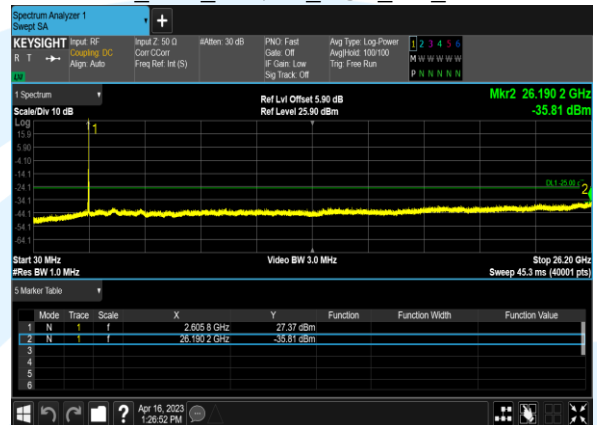 Spectrum Analyzer 1
Swept SA
+
KEYSIGHT Input: RF Input Z: 50 Ω #Atten: 30 dB PNO: Fast Avg Type: Log-Power 1 2 3 4 5 6
R T Coupling: DC Corr CCorr Gate: Off Avg|Hold: 100/100 M W W W W W
Align: Auto Freq Ref: Int (S) IF Gain: Low Trig: Free Run
Sig Track: Off P N N N N N
1 Spectrum Ref Lvl Offset 5.90 dB Mkr2 26.190 2 GHz
Scale/Div 10 dB Ref Level 25.90 dBm -35.81 dBm
Log
15.9 1
5.90
-4.10
-14.1
-24.1 DL1 -25.00 2
-34.1
-44.1
-54.1
-64.1
Start 30 MHz Video BW 3.0 MHz Stop 26.20 GHz
#Res BW 1.0 MHz Sweep 45.3 ms (40001 pts)
5 Marker Table
Mode Trace Scale X Y Function Function Width Function Value
1 N 1 f 2.605 8 GHz 27.37 dBm
2 N 1 f 26.190 2 GHz -35.81 dBm
3
4
5
6
? Apr 16, 2023
1:26:52 PM